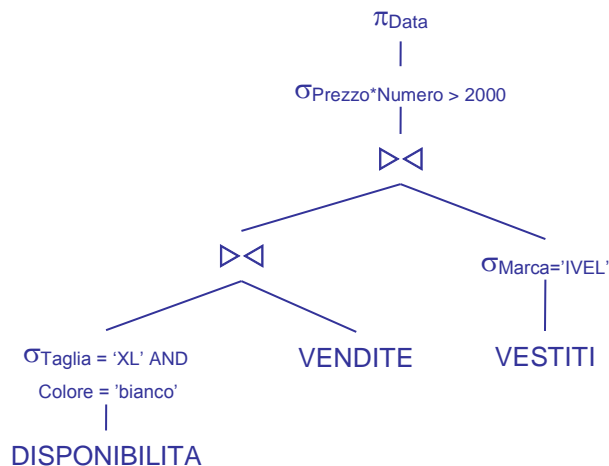 πData
σPrezzo*Numero > 2000
▷◁
▷◁
σMarca='IVEL'
σTaglia = ‘XL’ AND
Colore = ’bianco’
VENDITE
VESTITI
DISPONIBILITA